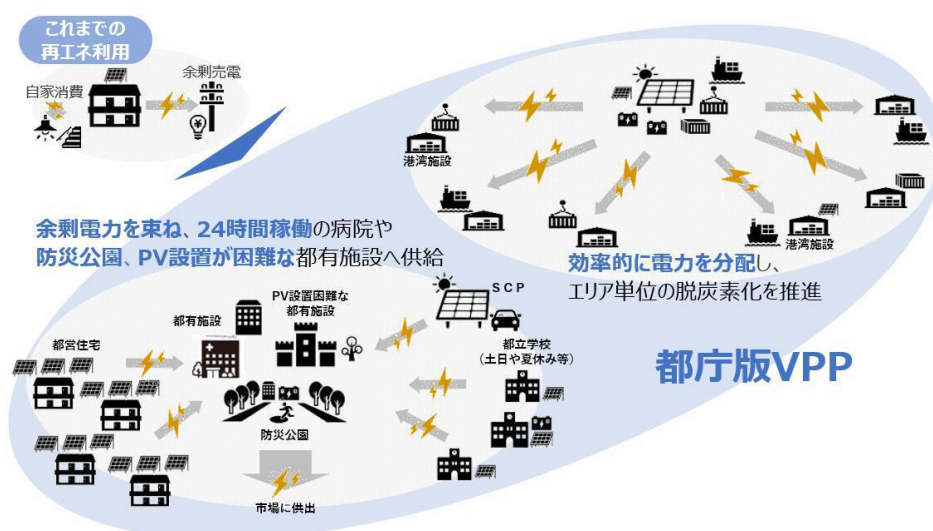 これまでの
再エネ利用
余剰売電
自家消費
港湾施設
港湾施設
余剰電力を束ね、24時間稼働の病院や
防災公園、PV設置が困難な都有施設へ供給
効率的に電力を分配し、
エリア単位の脱炭素化を推進
SCP
PV設置困難な
都有施設
都有施設
都営住宅
都立学校
(土日や夏休み等)
都庁版VPP
防災公園
市場に供出